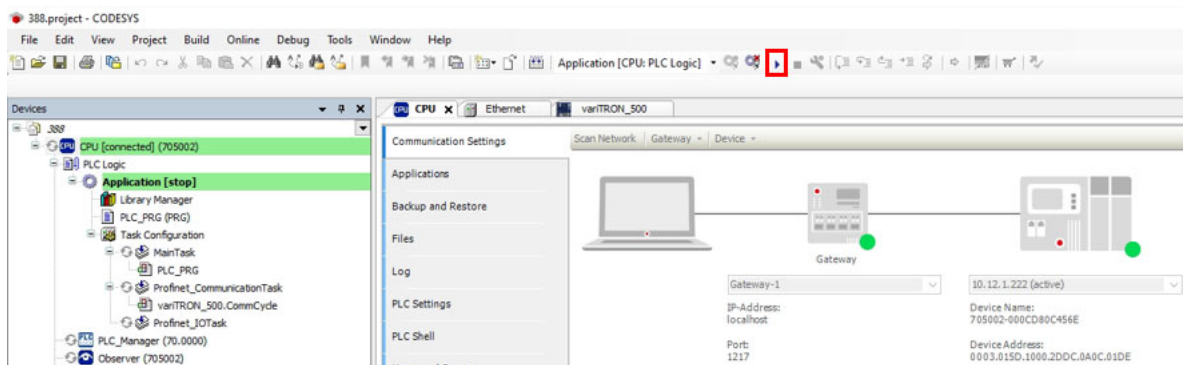 388.project - CODESYS
File Edit View Project Build Online Debug Tools Window Help
Application [CPU: PLC Logic]
Devices
388
CPU [connected] (705002)
PLC Logic
Application [stop]
Library Manager
PLC_PRG (PRG)
Task Configuration
MainTask
PLC_PRG
Profinet_CommunicationTask
variTRON_500.CommCycle
Profinet_IOTask
PLC_Manager (70.0000)
Observer (705002)
CPU Ethernet variTRON_500
Communication Settings
Applications
Backup and Restore
Files
Log
PLC Settings
PLC Shell
Scan Network Gateway Device
Gateway
Gateway-1
IP-Address:
localhost
Port:
1217
10.12.1.222 (active)
Device Name:
705002-000CD80C456E
Device Address:
0003.015D.1000.2DDC.0A0C.01DE